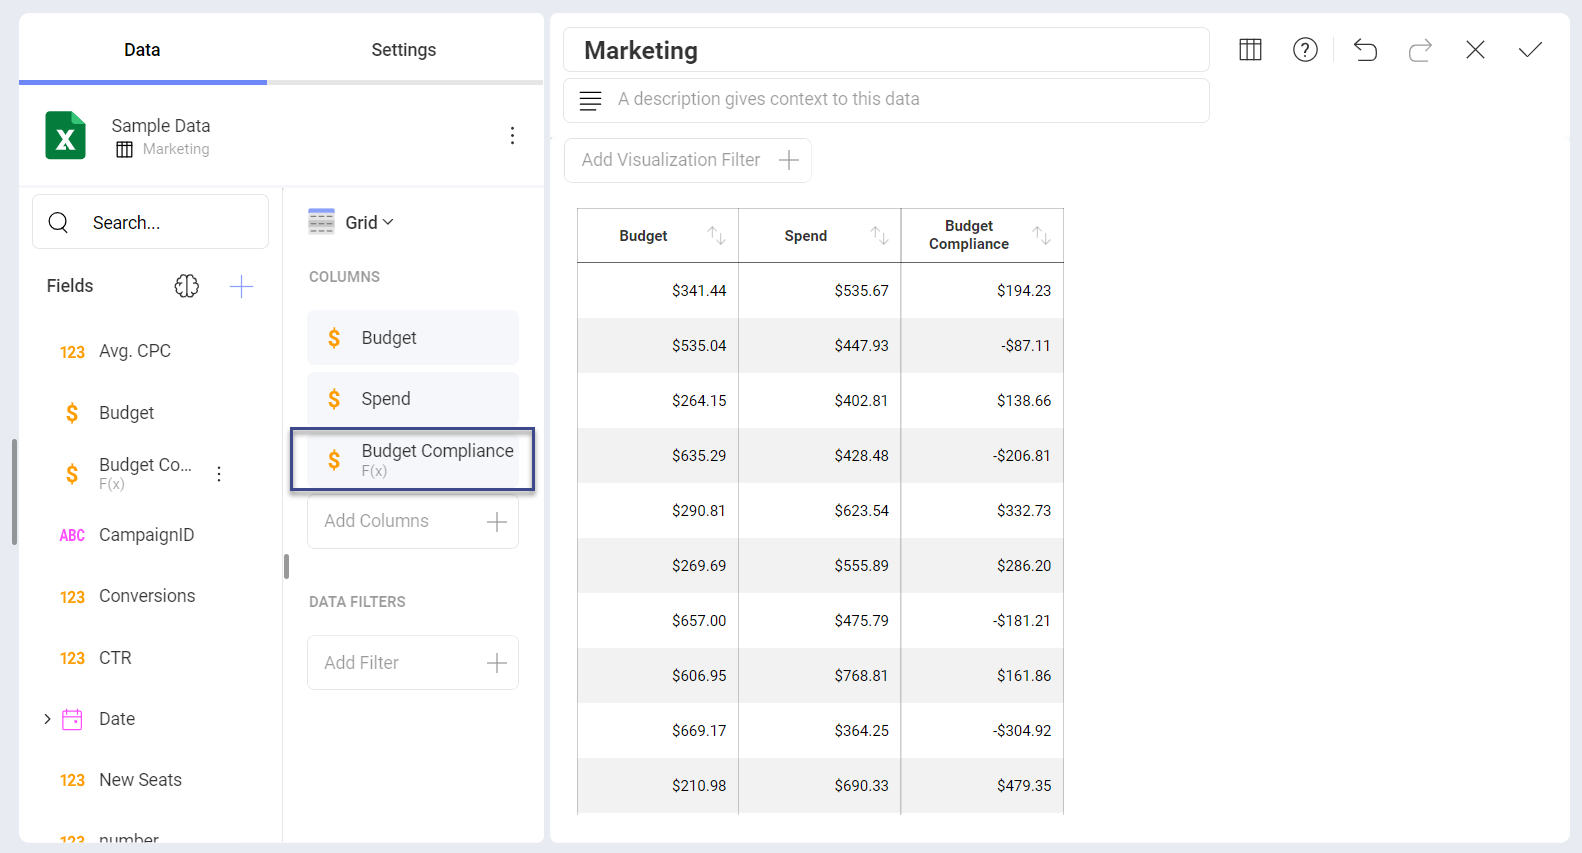 Data
Settings
Sample Data
Marketing
Search...
Fields
123 Avg. CPC
$ Budget
$ Budget Co...
F(x)
ABC CampaignID
123 Conversions
123 CTR
Date
123 New Seats
123 number
Grid
COLUMNS
$ Budget
$ Spend
$ Budget Compliance
F(x)
Add Columns
DATA FILTERS
Add Filter
Marketing
A description gives context to this data
Add Visualization Filter
Budget Spend Budget
Compliance
$341.44 $535.67 $194.23
$535.04 $447.93 -$87.11
$264.15 $402.81 $138.66
$635.29 $428.48 -$206.81
$290.81 $623.54 $332.73
$269.69 $555.89 $286.20
$657.00 $475.79 -$181.21
$606.95 $768.81 $161.86
$669.17 $364.25 -$304.92
$210.98 $690.33 $479.35